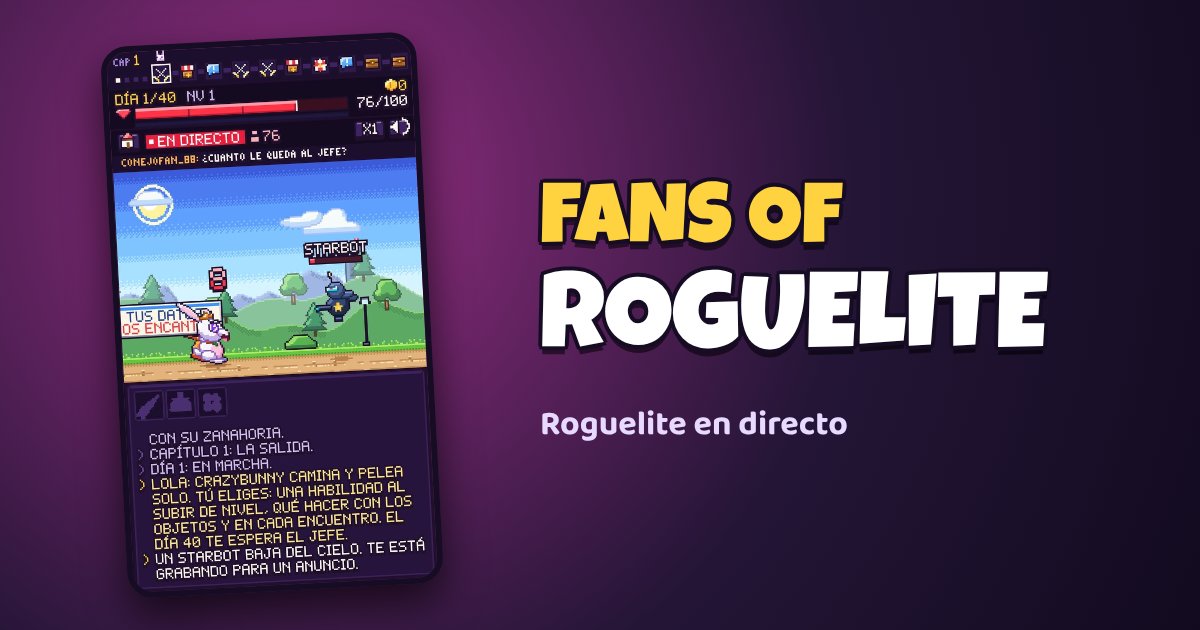 CAP 1
0
DÍA 1/40 NV 1
76/100
EN DIRECTO 76
X1
CONEJOFAN_88: ¿CUANTO LE QUEDA AL JEFE?
STARBOT
8
TUS DAT
OS ENCANT
CON SU ZANAHORIA.
> CAPÍTULO 1: LA SALIDA.
> DÍA 1: EN MARCHA.
> LOLA: CRAZYBUNNY CAMINA Y PELEA
SOLO. TÚ ELIGES: UNA HABILIDAD AL
SUBIR DE NIVEL, QUÉ HACER CON LOS
OBJETOS Y EN CADA ENCUENTRO. EL
DÍA 40 TE ESPERA EL JEFE.
> UN STARBOT BAJA DEL CIELO. TE ESTÁ
GRABANDO PARA UN ANUNCIO.
FANS OF
ROGUELITE
Roguelite en directo